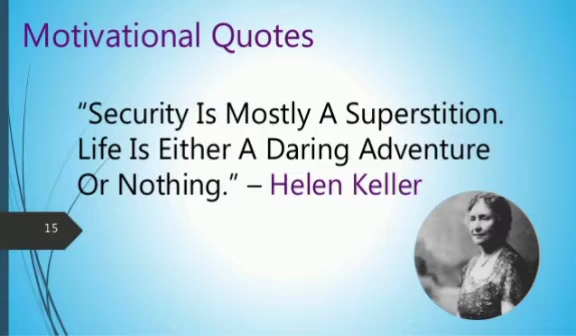 Motivational Quotes
“Security Is Mostly A Superstition.
Life Is Either A Daring Adventure
Or Nothing.” – Helen Keller
15